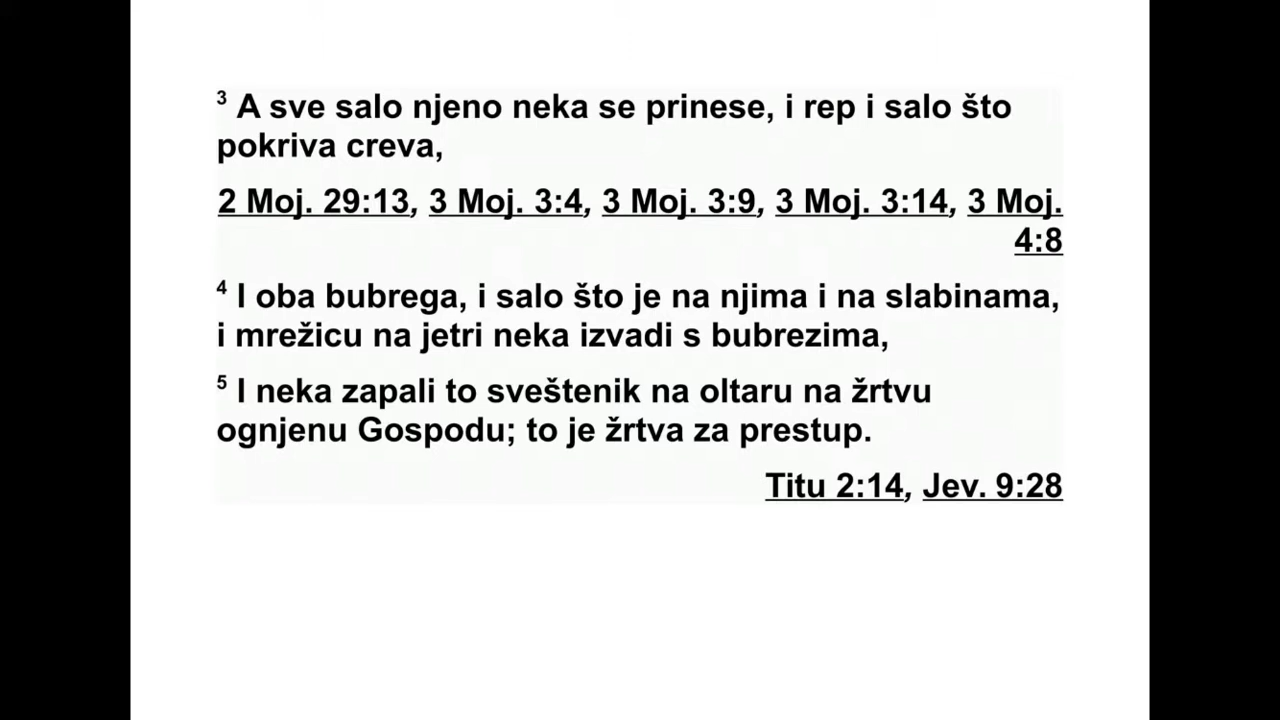 3 A sve salo njeno neka se prinese, i rep i salo što
pokriva creva,
2 Moj. 29:13, 3 Moj. 3:4, 3 Moj. 3:9, 3 Moj. 3:14, 3 Moj.
4:8
4 I oba bubrega, i salo što je na njima i na slabinama,
i mrežicu na jetri neka izvadi s bubrezima,
5 I neka zapali to sveštenik na oltaru na žrtvu
ognjenu Gospodu; to je žrtva za prestup.
Titu 2:14, Jev. 9:28